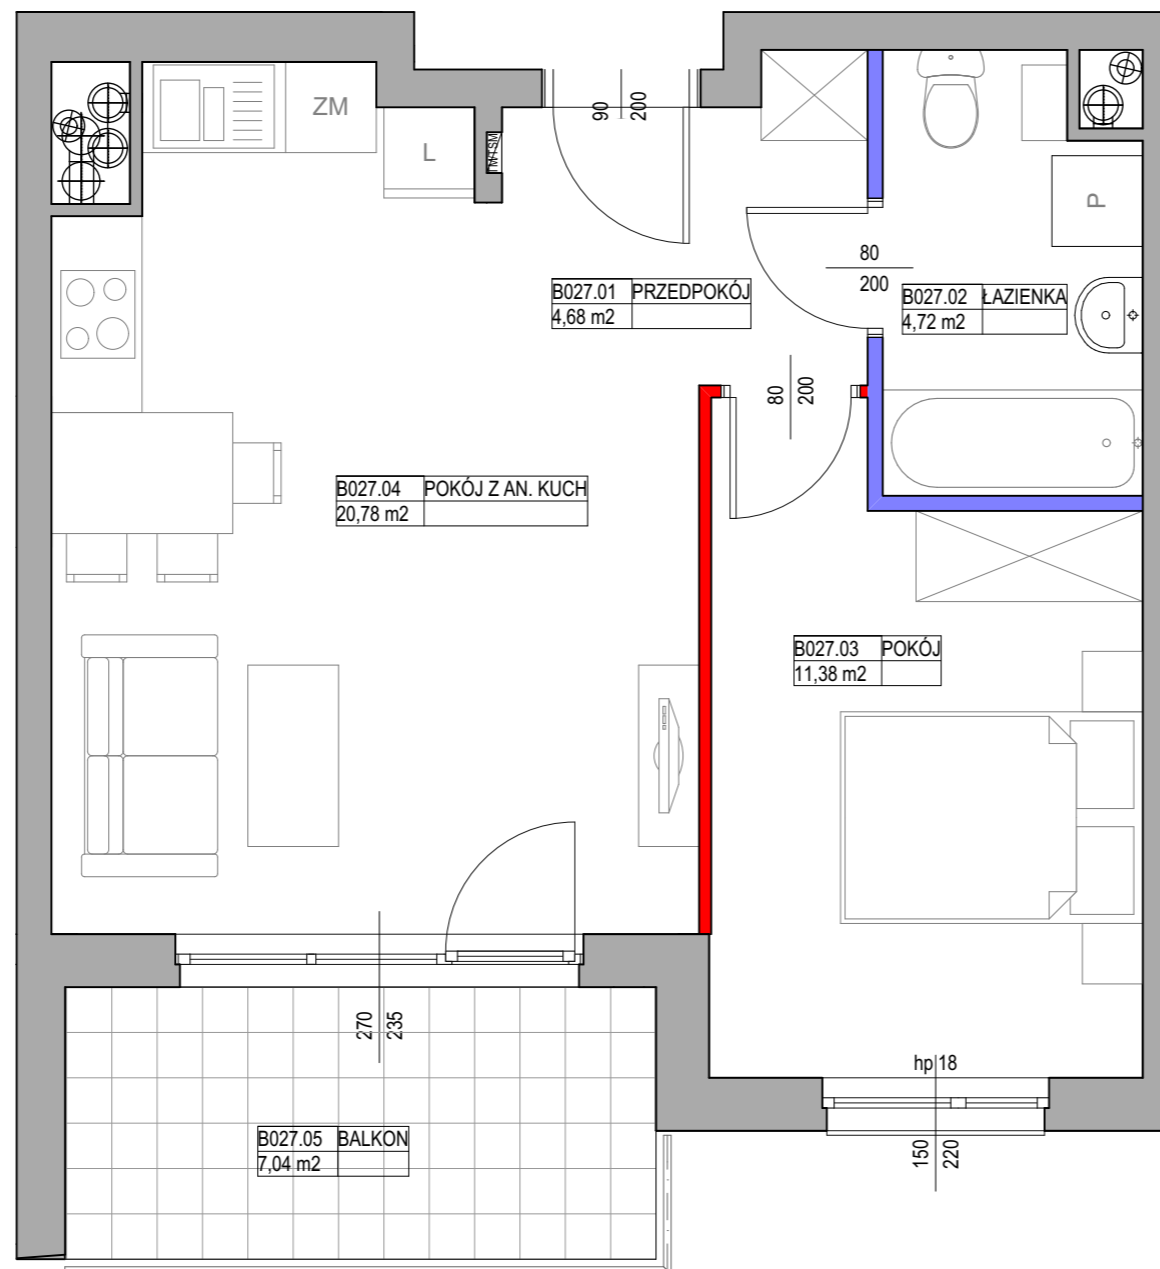 ZM
L
TM/TSM
90
200
P
80
200
B027.01 PRZEDPOKÓJ
4,68 m2
B027.02 ŁAZIENKA
4,72 m2
80
200
B027.04 POKÓJ Z AN. KUCH
20,78 m2
B027.03 POKÓJ
11,38 m2
270
235
hp 18
B027.05 BALKON
7,04 m2
150
220